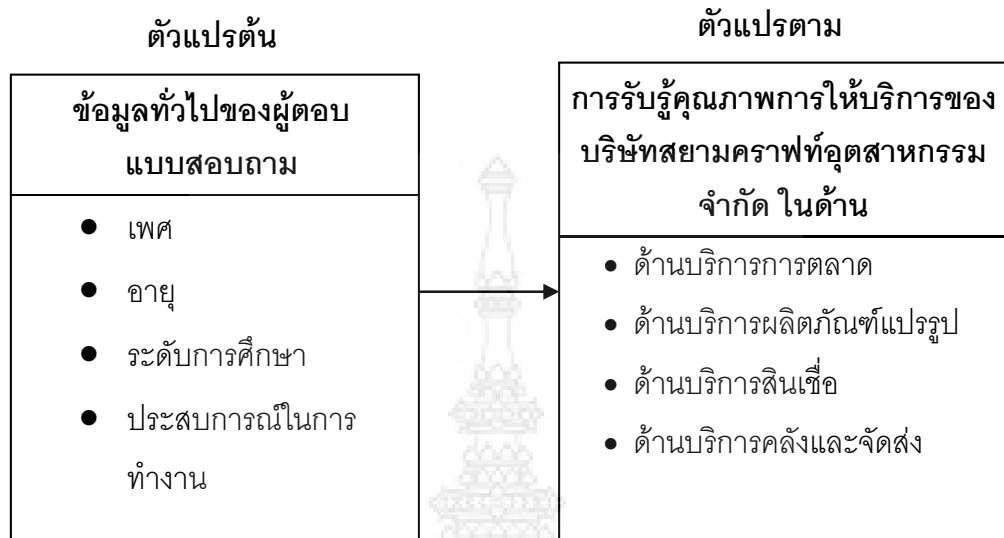 ตัวแปรต้น
ข้อมูลทั่วไปของผู้ตอบ
แบบสอบถาม
● เพศ
● อายุ
● ระดับการศึกษา
● ประสบการณ์ในการ
ทำงาน
ตัวแปรตาม
การรับรู้คุณภาพการให้บริการของ
บริษัทสยามคราฟท์อุตสาหกรรม
จำกัด ในด้าน
• ด้านบริการการตลาด
• ด้านบริการผลิตภัณฑ์แปรรูป
• ด้านบริการสินเชื่อ
• ด้านบริการคลังและจัดส่ง